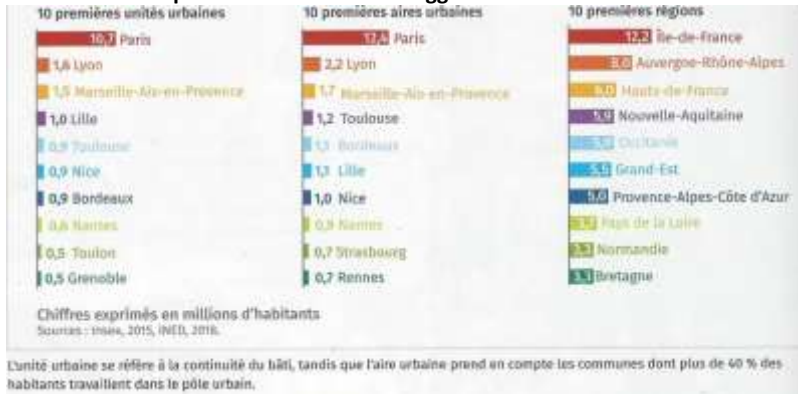 10 premières unités urbaines
10,7 Paris
1,6 Lyon
1,5 Marseille-Aix-en-Provence
1,0 Lille
0,9 Toulouse
0,9 Nice
0,9 Bordeaux
0,6 Nantes
0,5 Toulon
0,5 Grenoble
10 premières aires urbaines
Paris
2,2 Lyon
1,7 Marseille-Aix-en-Provence
1,2 Toulouse
Bordeaux
1,1 Lille
1,0 Nice
0,9 Nantes
0,7 Strasbourg
0,7 Rennes
10 premières régions
12,2 Île-de-France
8,0 Auvergne-Rhône-Alpes
6,0 Hauts-de-France
5,9 Nouvelle-Aquitaine
5,9 Occitanie
5,5 Grand-Est
5,0 Provence-Alpes-Côte d'Azur
3,7 Pays de la Loire
3,3 Normandie
3,3 Bretagne
Chiffres exprimés en millions d'habitants
Sources : Insee, 2015, INED, 2018.
L'unité urbaine se réfère à la continuité du bâti, tandis que l'aire urbaine prend en compte les communes dont plus de 40 % des
habitants travaillent dans le pôle urbain.